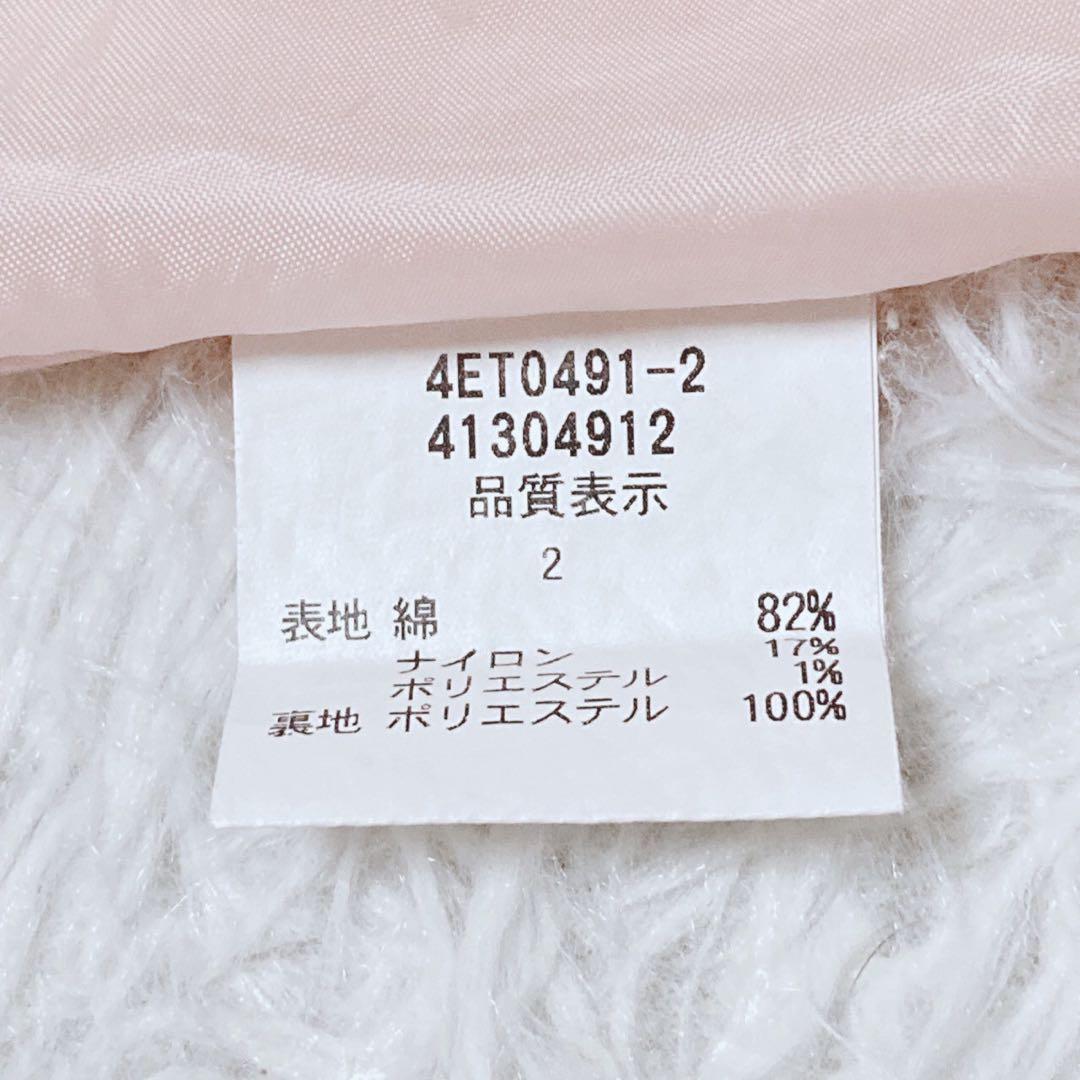 4ET0491-2
41304912
品質表示
2
表地 綿 82%
ナイロン 17%
ポリエステル 1%
裏地 ポリエステル 100%